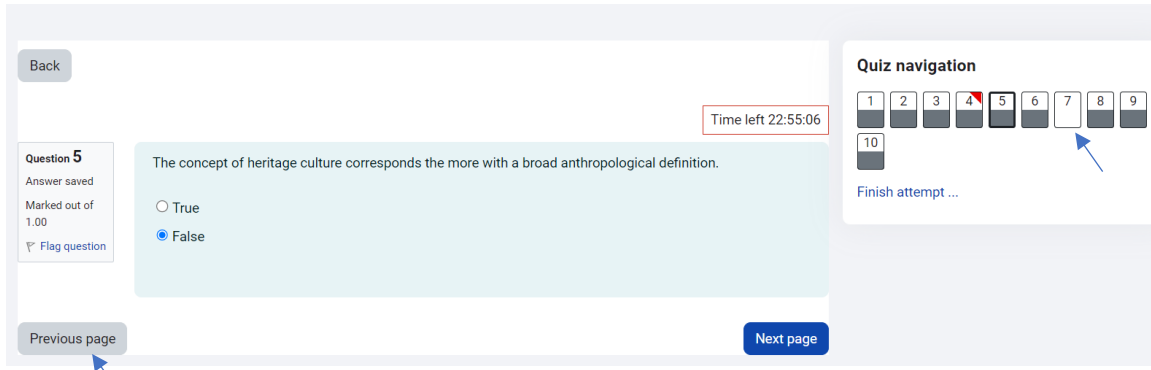 Back
Time left 22:55:06
Question 5
Answer saved
Marked out of
1.00
Flag question
The concept of heritage culture corresponds the more with a broad anthropological definition.
True
False
Previous page
Next page
Quiz navigation
1 2 3 4 5 6 7 8 9
10
Finish attempt ...